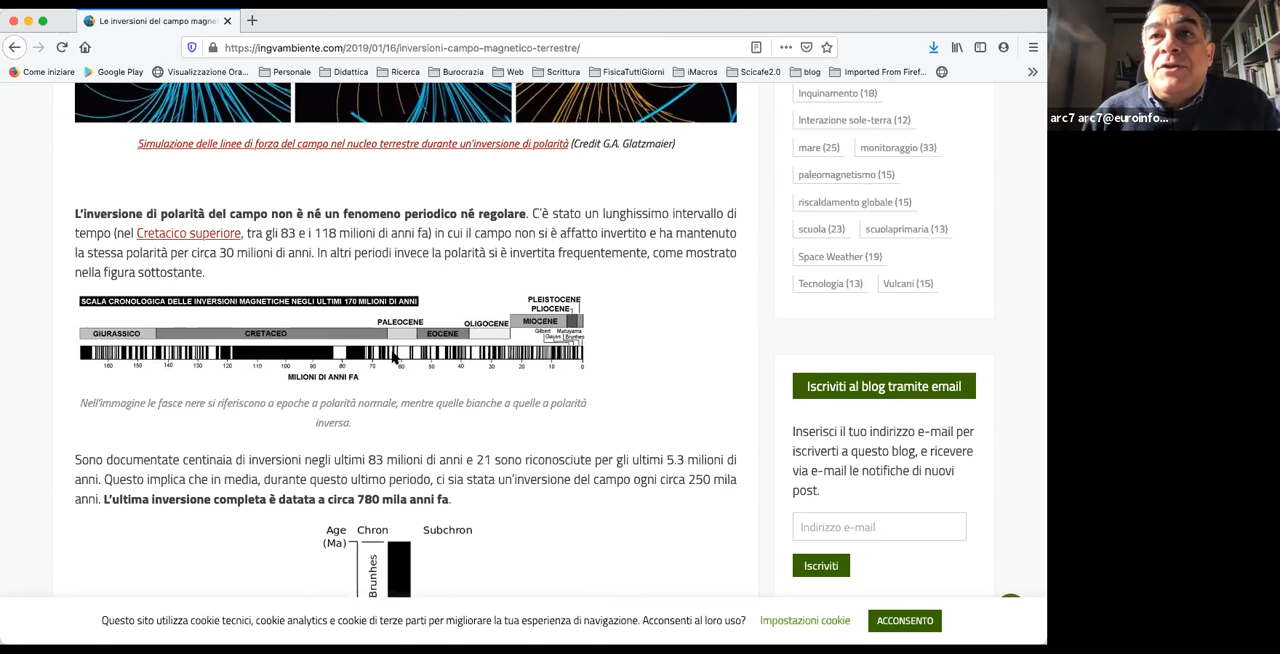 Le inversioni del campo magnet
https://ingvambiente.com/2019/01/16/inversioni-campo-magnetico-terrestre/
Come iniziare Google Play Visualizzazione Ora... Personale Didattica Ricerca Burocrazia Web Scrittura FisicaTuttiGiorni iMacros Scicafe2.0 blog Imported From Firef...
arc7 arc7@euroinfo...
Simulazione delle linee di forza del campo nel nucleo terrestre durante un'inversione di polarità (Credit G.A. Glatzmaier)
L'inversione di polarità del campo non è né un fenomeno periodico né regolare. C'è stato un lunghissimo intervallo di
tempo (nel Cretacico superiore, tra gli 83 e i 118 milioni di anni fa) in cui il campo non si è affatto invertito e ha mantenuto
la stessa polarità per circa 30 milioni di anni. In altri periodi invece la polarità si è invertita frequentemente, come mostrato
nella figura sottostante.
SCALA CRONOLOGICA DELLE INVERSIONI MAGNETICHE NEGLI ULTIMI 170 MILIONI DI ANNI
PLEISTOCENE
PLIOCENE
PALEOCENE OLIGOCENE MIOCENE
GIURASSICO CRETACEO EOCENE
Gilbert Matuyama
Gauss Brunhes
160 150 140 130 120 110 100 90 80 70 60 50 40 30 20 10 0
MILIONI DI ANNI FA
Nell'immagine le fasce nere si riferiscono a epoche a polarità normale, mentre quelle bianche a quelle a polarità
inversa.
Sono documentate centinaia di inversioni negli ultimi 83 milioni di anni e 21 sono riconosciute per gli ultimi 5.3 milioni di
anni. Questo implica che in media, durante questo ultimo periodo, ci sia stata un'inversione del campo ogni circa 250 mila
anni. L'ultima inversione completa è datata a circa 780 mila anni fa.
Age Chron Subchron
(Ma)
Brunhes
Inquinamento (18)
Interazione sole-terra (12)
mare (25) monitoraggio (33)
paleomagnetismo (15)
riscaldamento globale (15)
scuola (23) scuolaprimaria (13)
Space Weather (19)
Tecnologia (13) Vulcani (15)
Iscriviti al blog tramite email
Inserisci il tuo indirizzo e-mail per
iscriverti a questo blog, e ricevere
via e-mail le notifiche di nuovi
post.
Indirizzo e-mail
Iscriviti
Questo sito utilizza cookie tecnici, cookie analytics e cookie di terze parti per migliorare la tua esperienza di navigazione. Acconsenti al loro uso? Impostazioni cookie ACCONSENTO